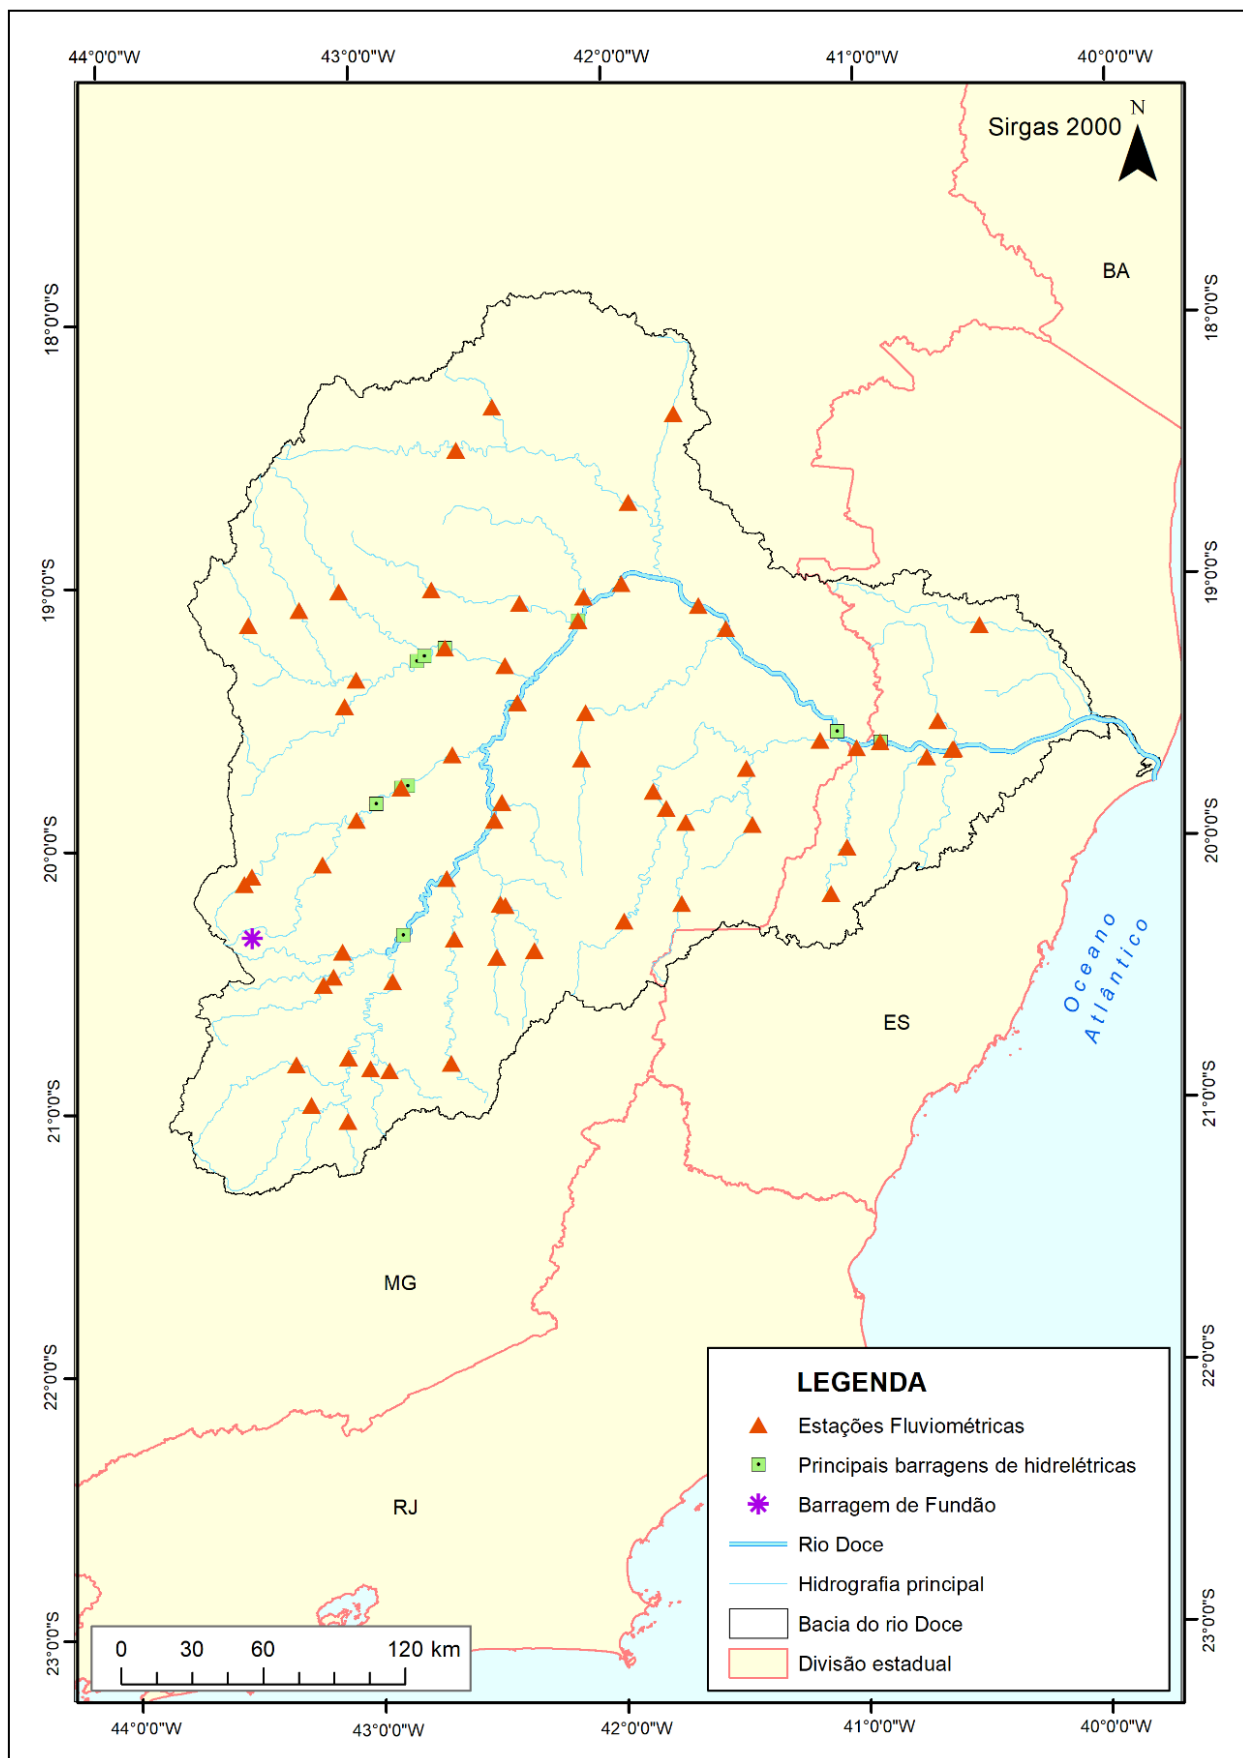 44°0'0"W
43°0'0"W
42°0'0"W
41°0'0"W
40°0'0"W
Sirgas 2000
N
BA
18°0'0"S
18°0'0"S
19°0'0"S
19°0'0"S
20°0'0"S
20°0'0"S
Oceano
Atlântico
ES
21°0'0"S
21°0'0"S
MG
22°0'0"S
22°0'0"S
RJ
LEGENDA
Estações Fluviométricas
Principais barragens de hidrelétricas
Barragem de Fundão
Rio Doce
Hidrografia principal
Bacia do rio Doce
Divisão estadual
23°0'0"S
23°0'0"S
0 30 60 120 km
44°0'0"W
43°0'0"W
42°0'0"W
41°0'0"W
40°0'0"W